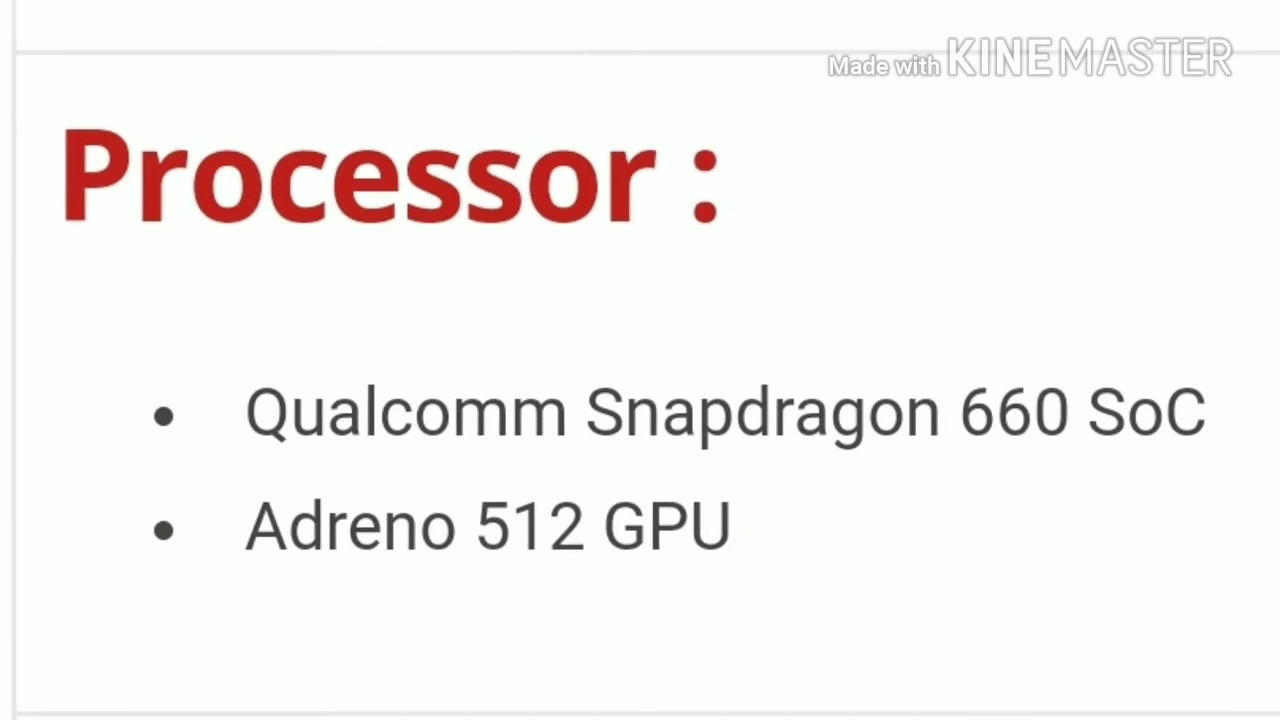 Made with KINEMASTER
Processor :
• Qualcomm Snapdragon 660 SoC
• Adreno 512 GPU